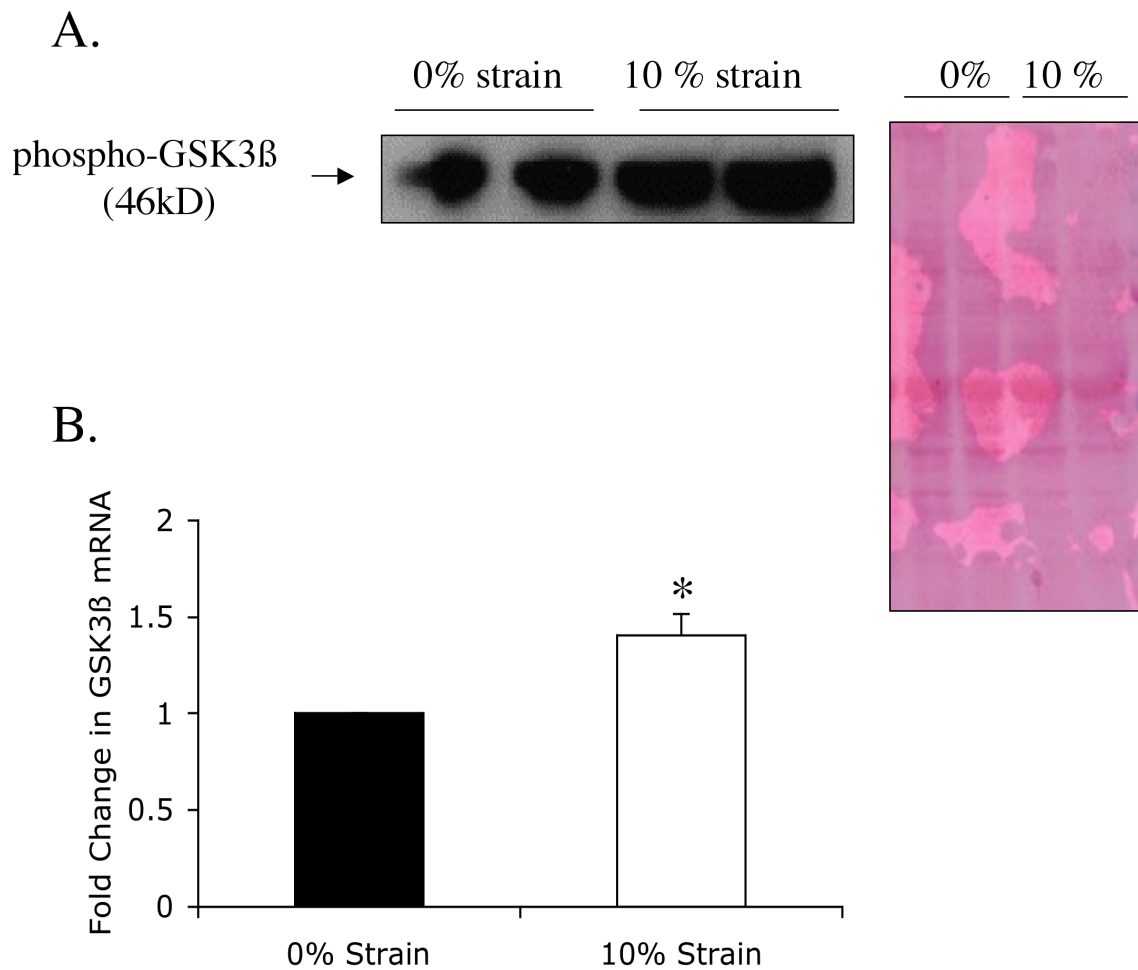 A.
0% strain
10 % strain
0%
10 %
phospho-GSK3ß
(46kD)
B.
Fold Change in GSK3ß mRNA
2
1.5
*
1
0.5
0
0% Strain
10% Strain